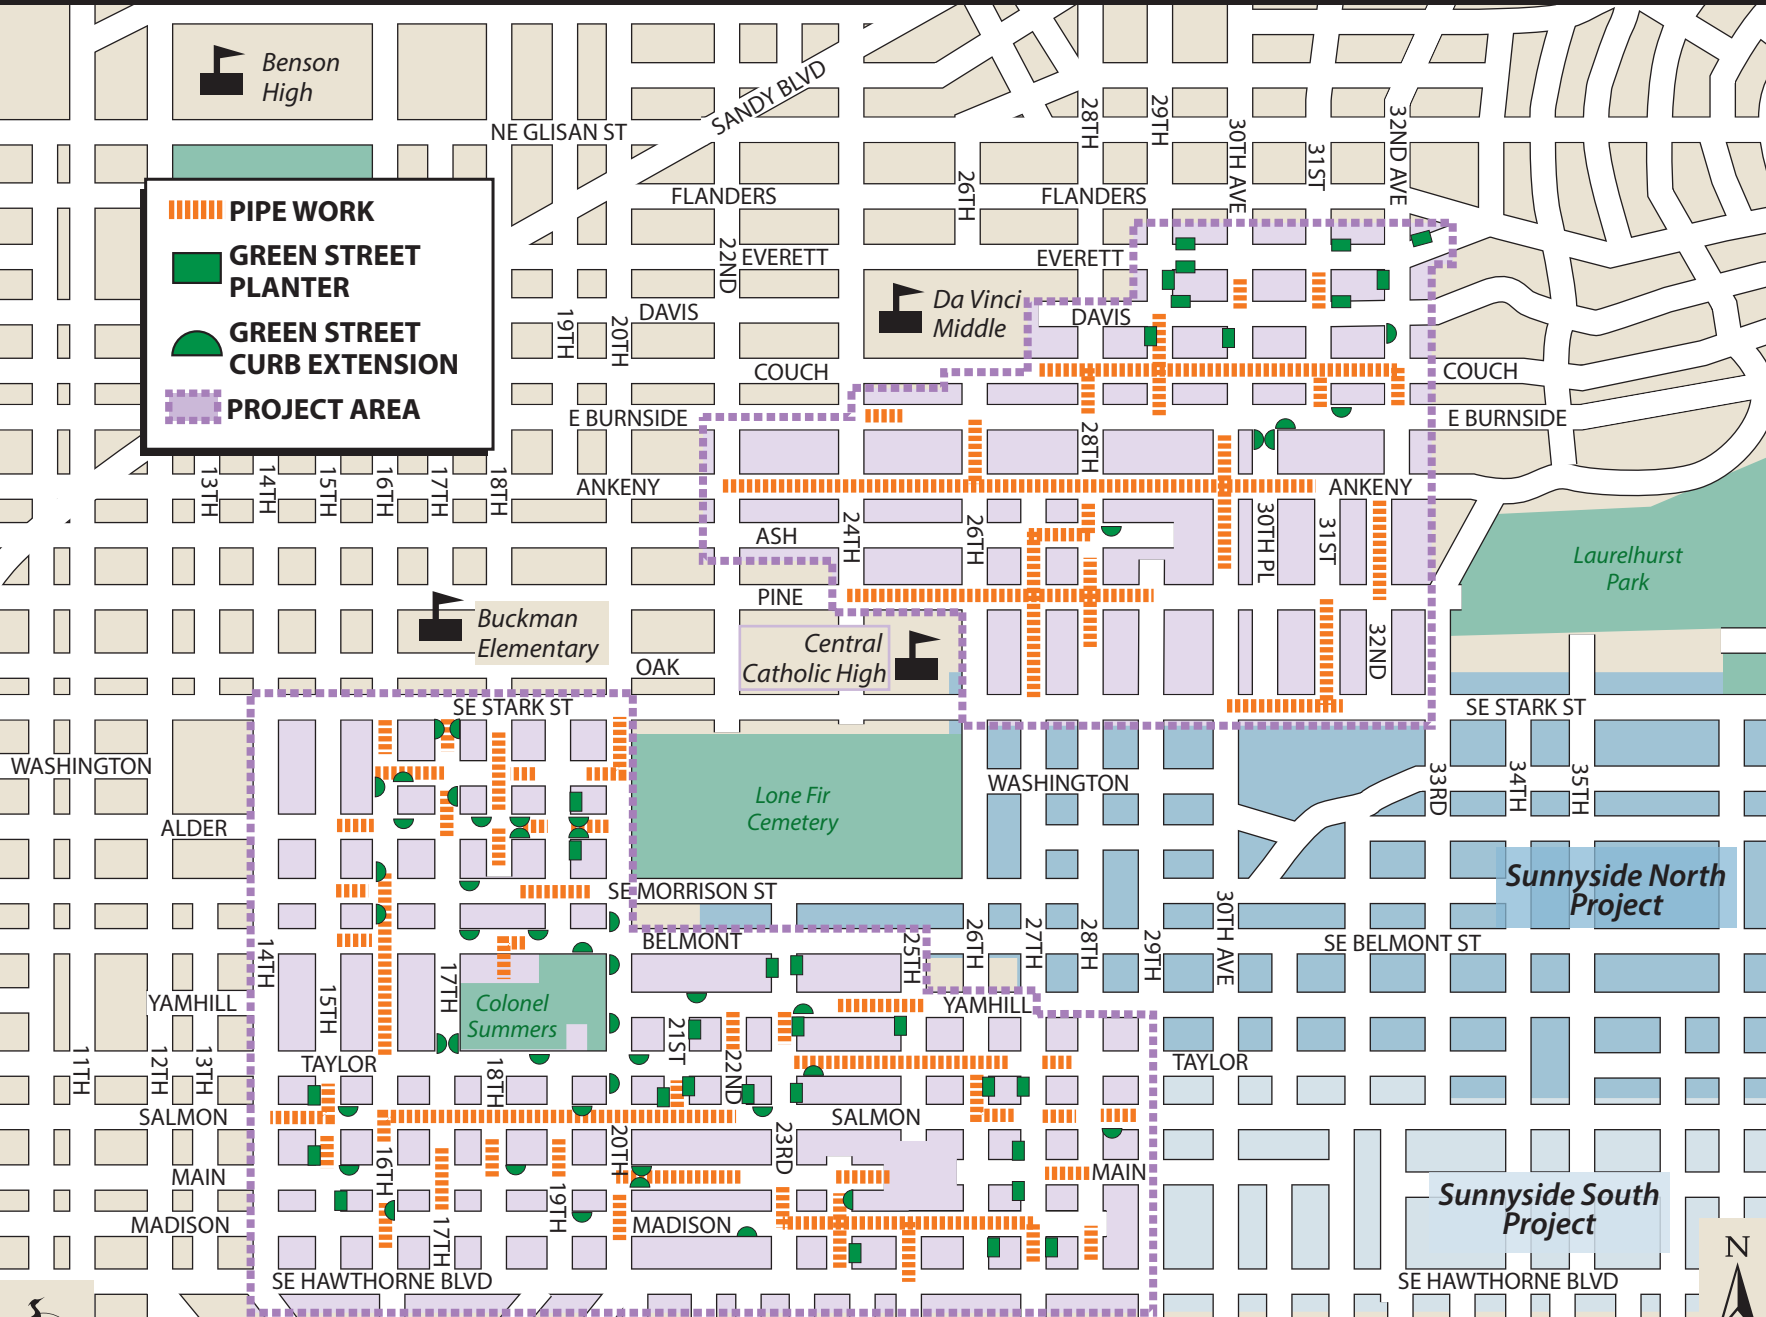 Benson
High
NE GLISAN ST
SANDY BLVD
28TH
29TH
30TH AVE
31ST
32ND AVE
26TH
FLANDERS
FLANDERS
22ND
EVERETT
EVERETT
PIPE WORK
GREEN STREET
PLANTER
GREEN STREET
CURB EXTENSION
PROJECT AREA
Da Vinci
Middle
19TH
20TH
DAVIS
DAVIS
COUCH
COUCH
E BURNSIDE
E BURNSIDE
28TH
13TH
14TH
15TH
16TH
17TH
18TH
ANKENY
ANKENY
24TH
26TH
30TH PL
31ST
ASH
Laurelhurst
Park
PINE
Buckman
Elementary
Central
Catholic High
32ND
OAK
SE STARK ST
SE STARK ST
WASHINGTON
WASHINGTON
33RD
34TH
35TH
Lone Fir
Cemetery
ALDER
SE MORRISON ST
Sunnyside North
Project
30TH AVE
BELMONT
25TH
26TH
27TH
28TH
29TH
SE BELMONT ST
14TH
15TH
17TH
YAMHILL
Colonel
Summers
YAMHILL
21ST
22ND
11TH
12TH
13TH
TAYLOR
18TH
TAYLOR
SALMON
SALMON
16TH
20TH
23RD
MAIN
MAIN
19TH
Sunnyside South
Project
MADISON
17TH
MADISON
N
SE HAWTHORNE BLVD
SE HAWTHORNE BLVD